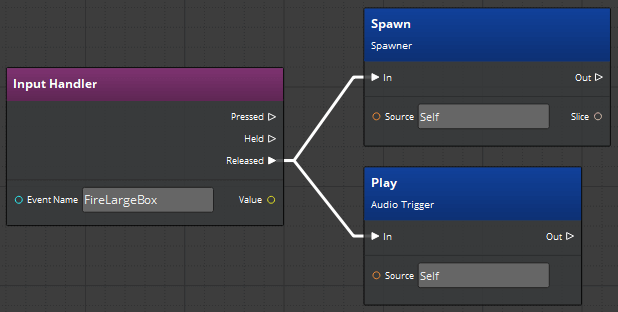 Input Handler
Pressed
Held
Released
Event Name FireLargeBox Value
Spawn
Spawner
In Out
Source Self Slice
Play
Audio Trigger
In Out
Source Self